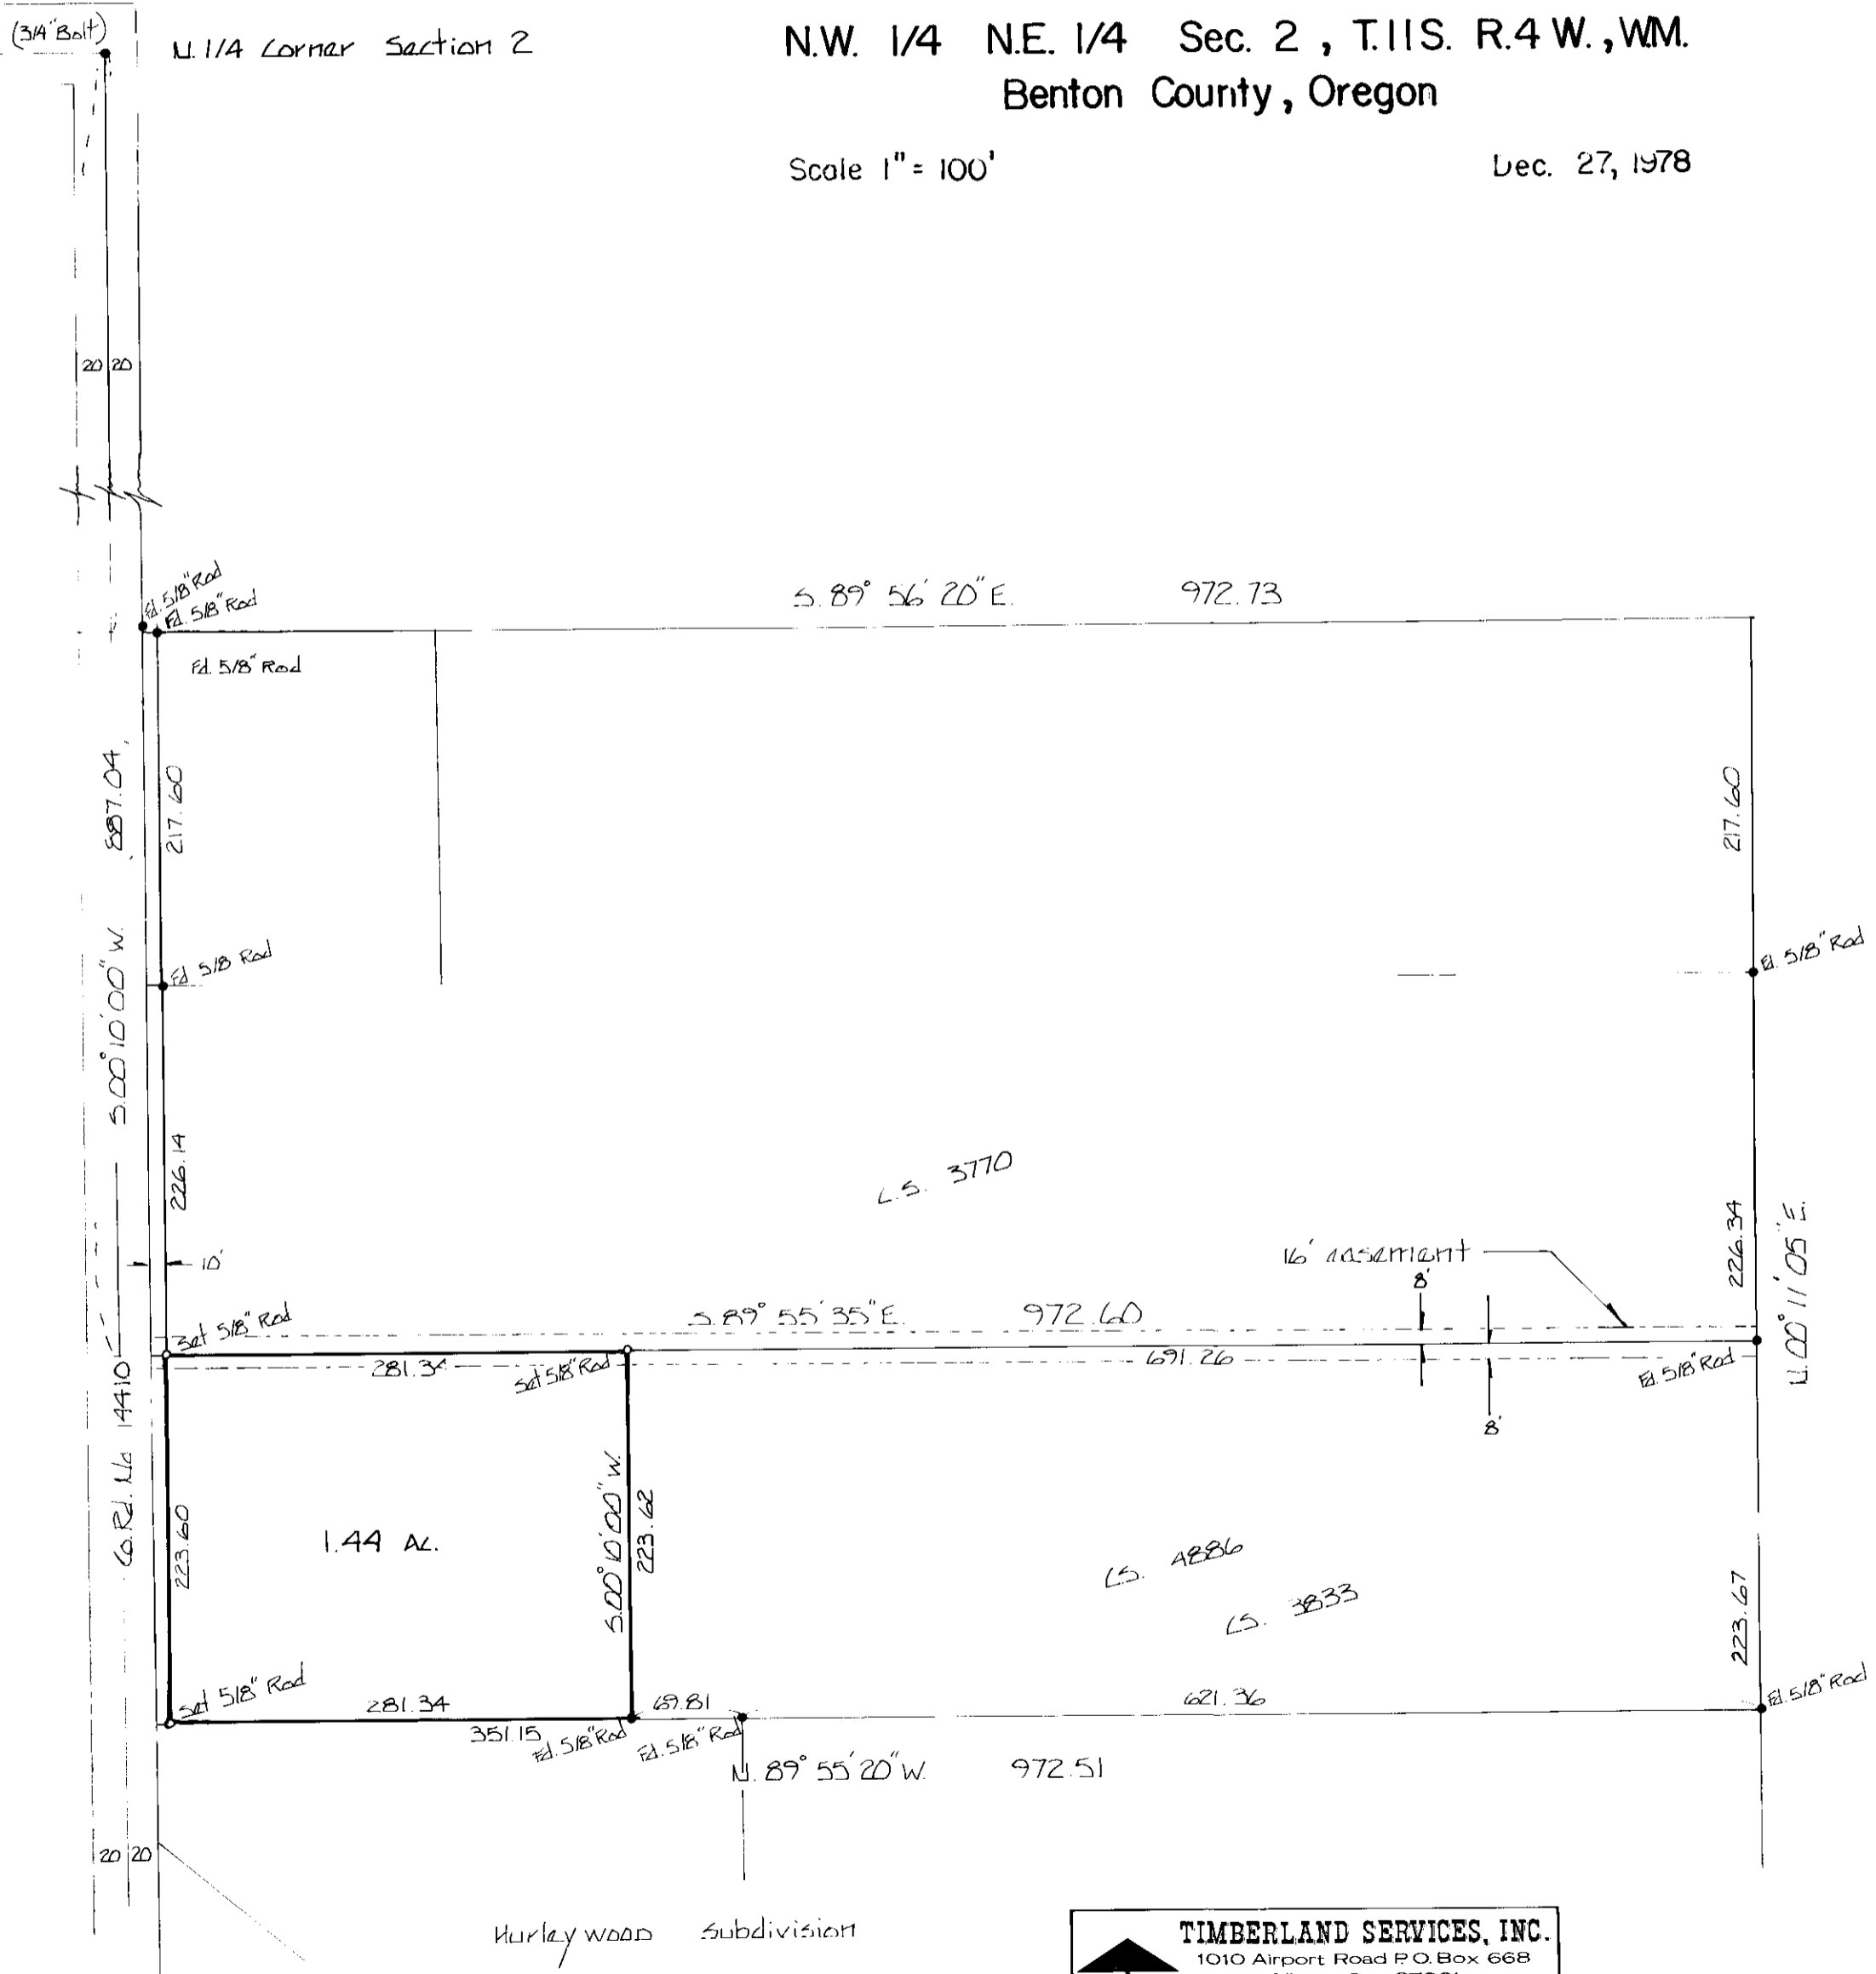 (3/4" Bolt)
N. 1/4 Corner Section 2
N.W. 1/4 N.E. 1/4 Sec. 2 , T.11S. R.4 W., W.M.
Benton County, Oregon
Scale 1" = 100'
Dec. 27, 1978
20 20
Fd. 5/8" Rod
Fd. 5/8" Rod
S. 89° 56' 20" E. 972.73
Fd. 5/8" Rod
887.04
217.60
217.60
S.00°10'00" W.
Fd 5/8 Rod
Fd. 5/8" Rod
226.14
L.S. 3770
226.34
N.00°11'05" E.
10'
16' easement
8'
S.89° 55' 35" E. 972.60
Set 5/8" Rod
281.34
Set 5/8" Rod
691.26
Fd. 5/8" Rod
8'
Co. Rd. No 14410
223.60
1.44 Ac.
S.00°10'00" W.
223.62
L.S. 4886
L.S. 3833
223.67
Set 5/8" Rod
281.34
69.81
621.36
Fd. 5/8" Rod
351.15
Fd. 5/8" Rod
Fd. 5/8" Rod
N. 89° 55' 20" W. 972.51
20 20
Hurleywood Subdivision
TIMBERLAND SERVICES, INC.
1010 Airport Road P.O. Box 668